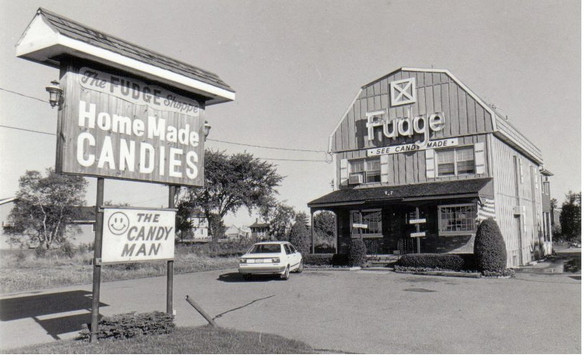 The FUDGE Shoppe
Home Made
CANDIES
THE
CANDY
MAN
Fudge
SEE CANDY MADE